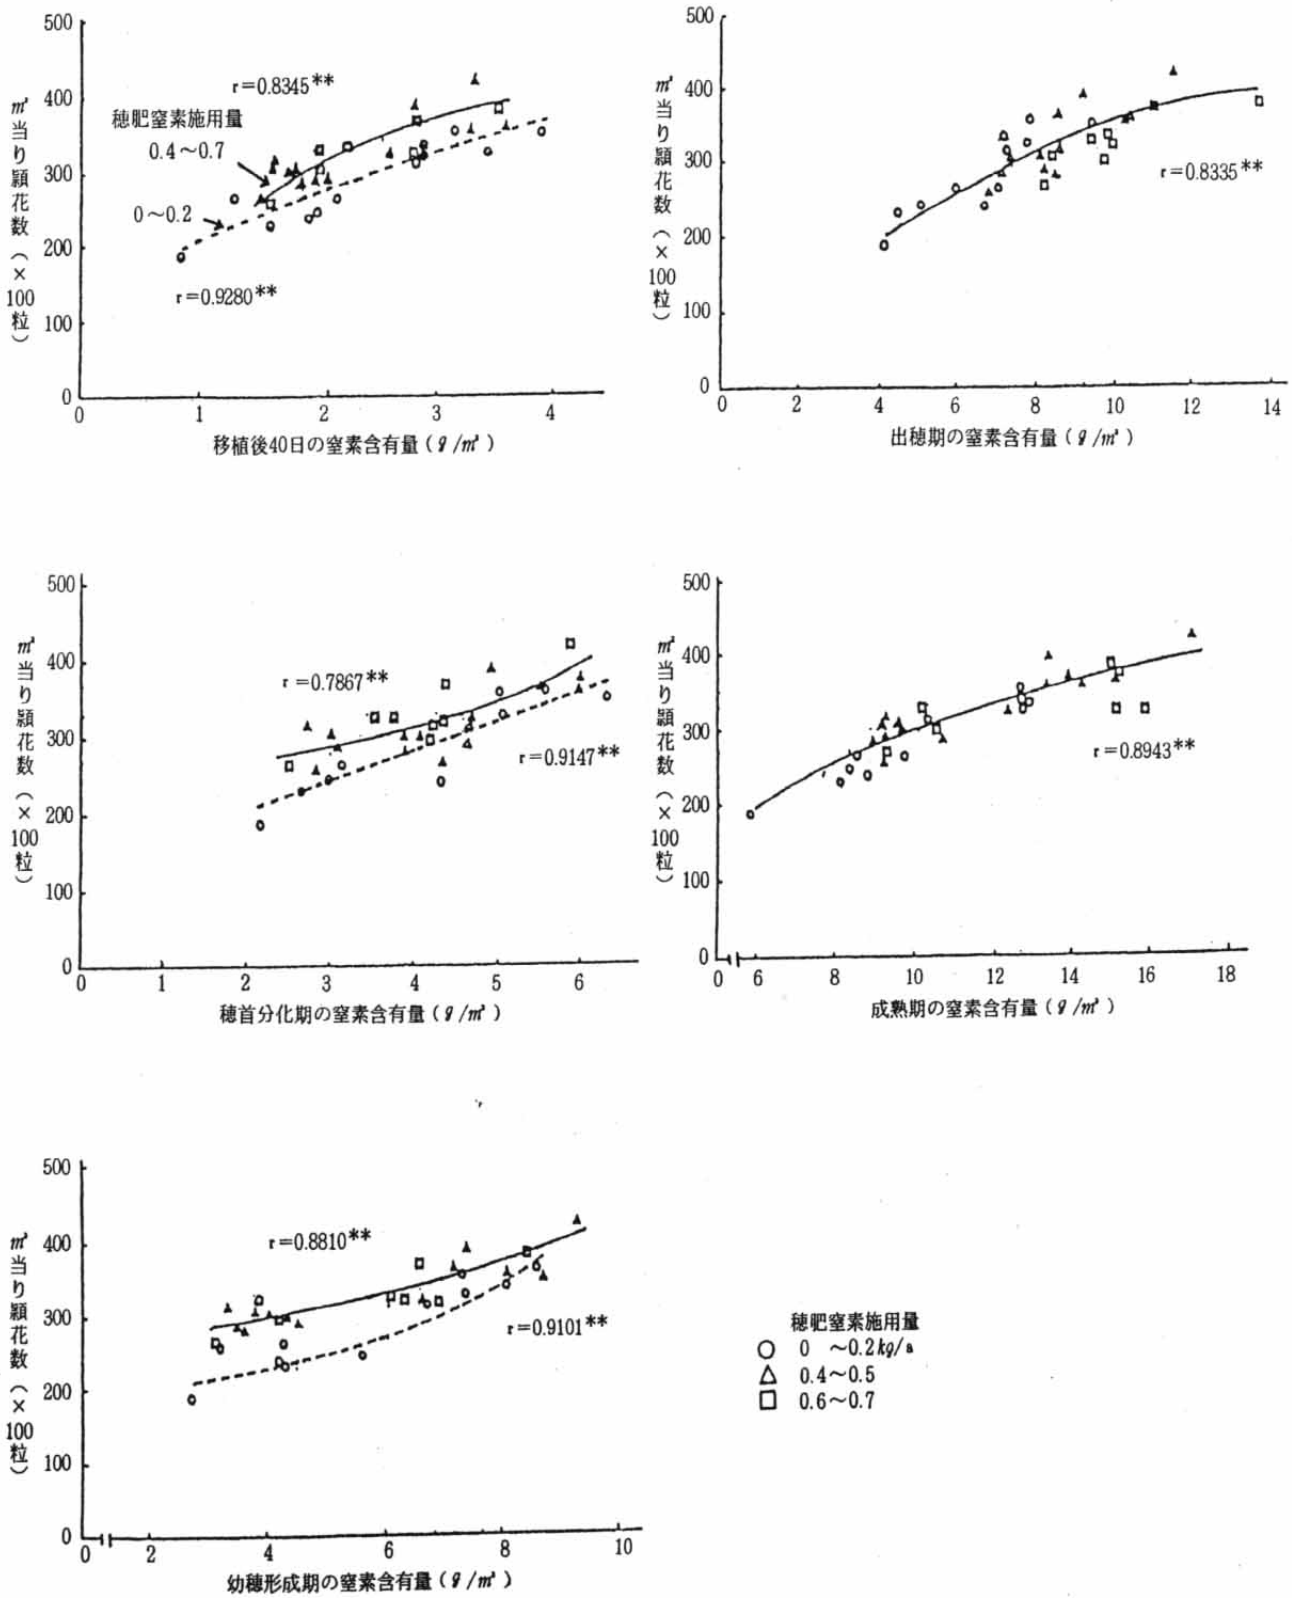 500
400
300
200
100
0
m²当り穎花数（×100粒）
r=0.8345**
穂肥窒素施用量
0.4〜0.7
0〜0.2
r=0.9280**
0 1 2 3 4
移植後40日の窒素含有量（g/m²）
500
400
300
200
100
0
m²当り穎花数（×100粒）
r=0.8335**
0 2 4 6 8 10 12 14
出穂期の窒素含有量（g/m²）
500
400
300
200
100
0
m²当り穎花数（×100粒）
r=0.7867**
r=0.9147**
0 1 2 3 4 5 6
穂首分化期の窒素含有量（g/m²）
500
400
300
200
100
0
m²当り穎花数（×100粒）
r=0.8943**
0 6 8 10 12 14 16 18
成熟期の窒素含有量（g/m²）
500
400
300
200
100
0
m²当り穎花数（×100粒）
r=0.8810**
r=0.9101**
0 2 4 6 8 10
幼穂形成期の窒素含有量（g/m²）
穂肥窒素施用量
○ 0 〜0.2kg/a
△ 0.4〜0.5
□ 0.6〜0.7